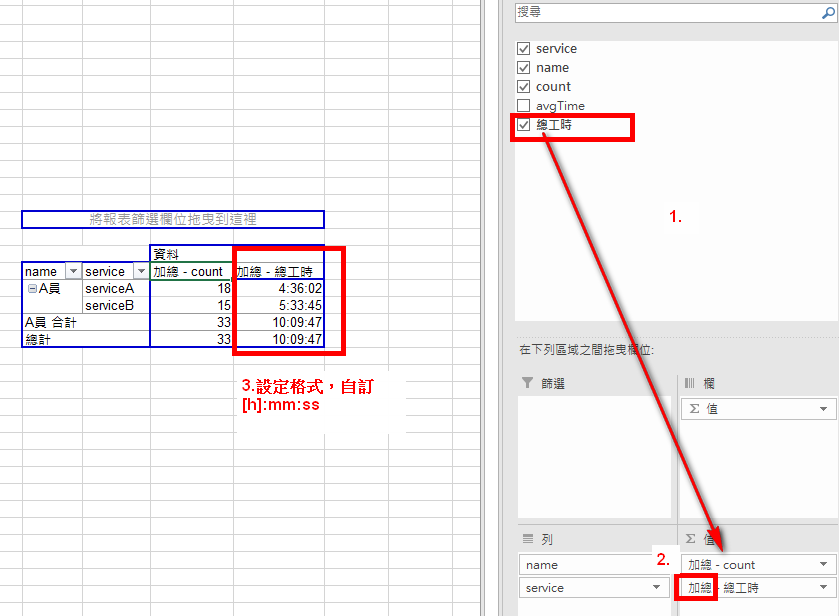 將報表篩選欄位拖曳到這裡
資料
name service 加總 - count 加總 - 總工時
A員 serviceA 18 4:36:02
serviceB 15 5:33:45
A員 合計 33 10:09:47
總計 33 10:09:47
3.設定格式，自訂
[h]:mm:ss
搜尋
service
name
count
avgTime
總工時
1.
在下列區域之間拖曳欄位:
篩選
欄
Σ 值
列
Σ 值
2.
name
加總 - count
service
加總 - 總工時